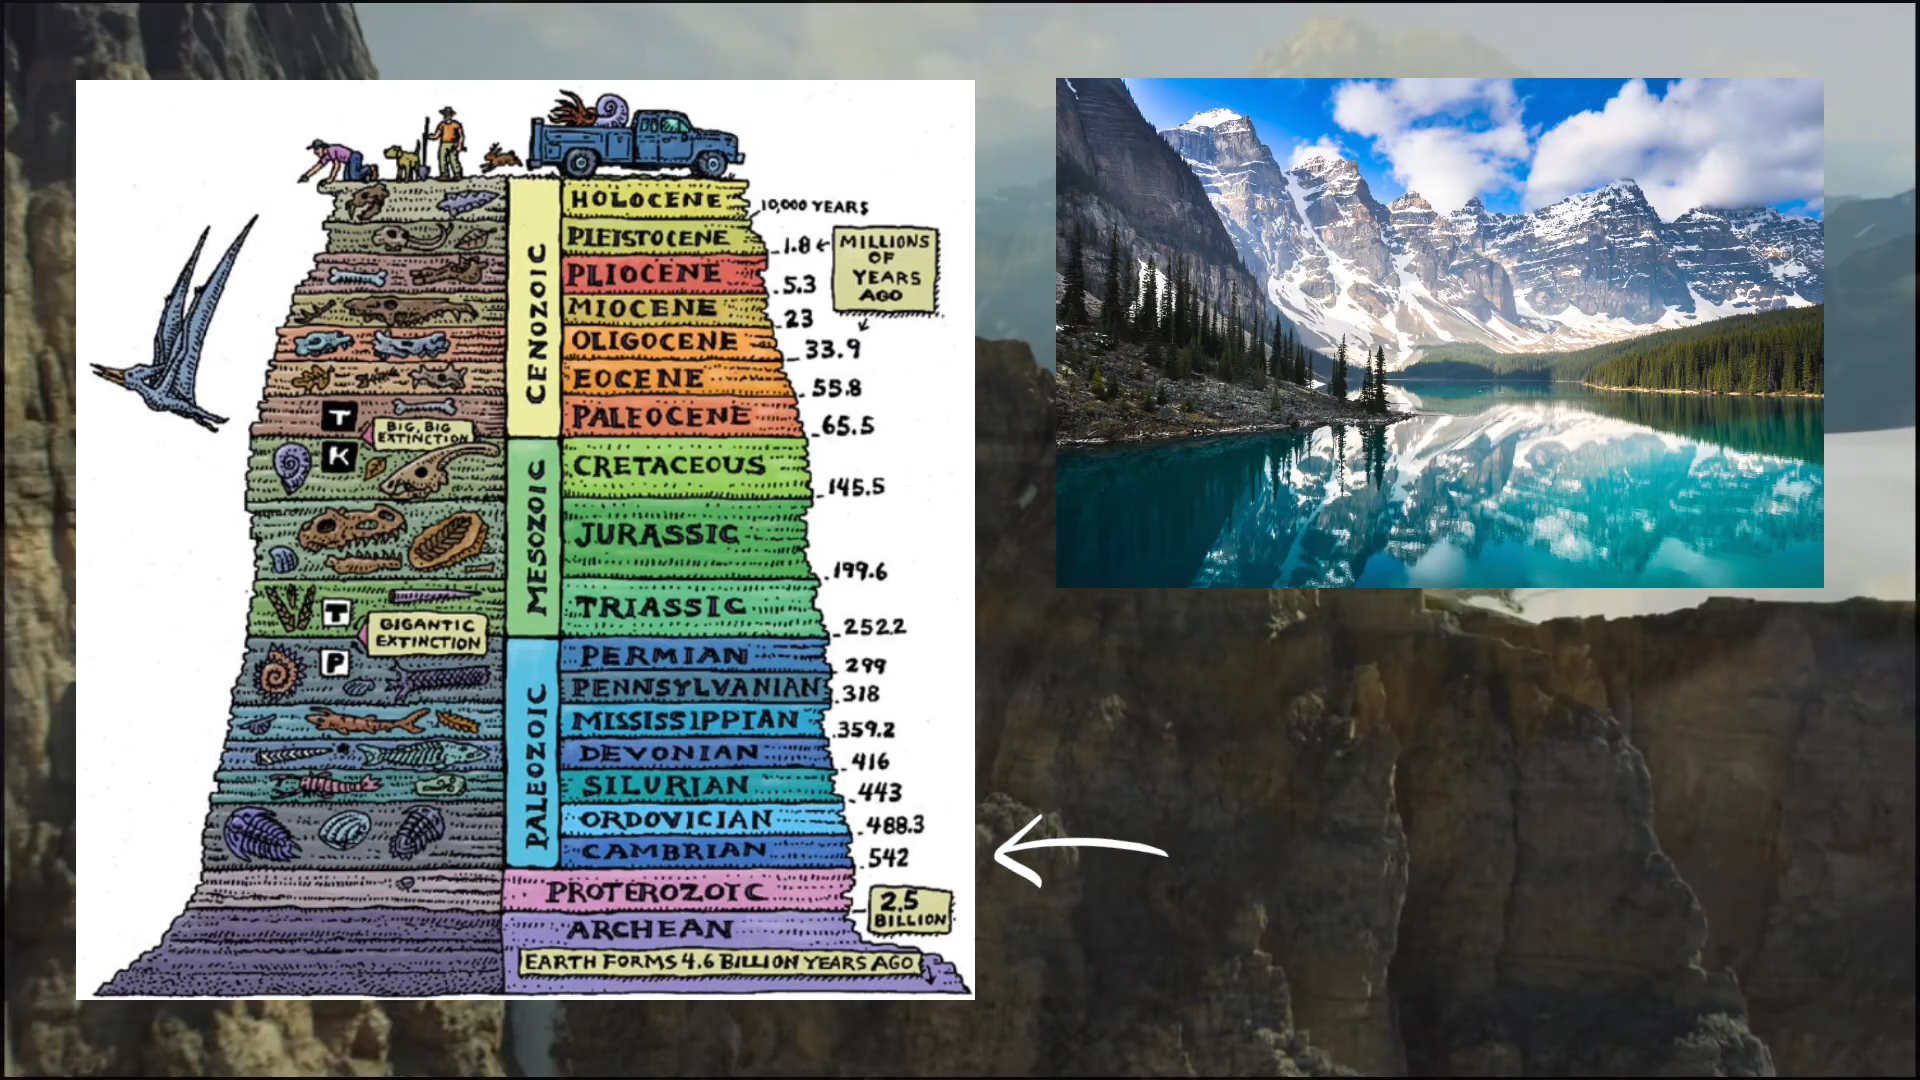 HOLOCENE
10,000 YEARS
PLEISTOCENE
1.8
MILLIONS
OF
YEARS
AGO
PLIOCENE
5.3
MIOCENE
23
OLIGOCENE
33.9
EOCENE
55.8
PALEOCENE
65.5
CENOZOIC
T
BIG, BIG
EXTINCTION
K
CRETACEOUS
145.5
JURASSIC
199.6
TRIASSIC
252.2
MESOZOIC
T
GIGANTIC
EXTINCTION
P
PERMIAN
299
PENNSYLVANIAN
318
MISSISSIPPIAN
359.2
DEVONIAN
416
SILURIAN
443
ORDOVICIAN
488.3
CAMBRIAN
542
PALEOZOIC
PROTEROZOIC
2.5
BILLION
ARCHEAN
EARTH FORMS 4.6 BILLION YEARS AGO